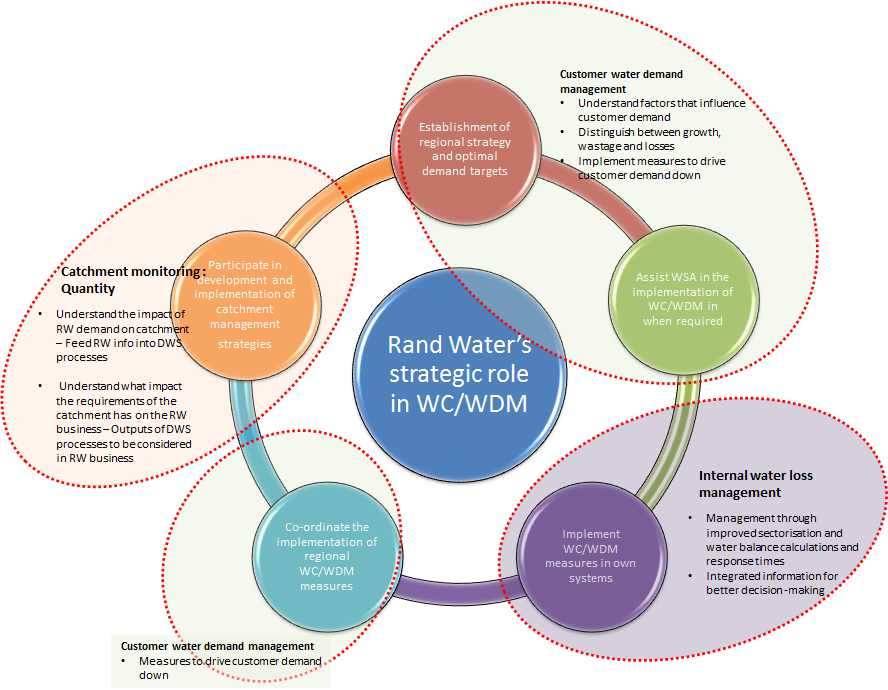 Customer water demand
management
• Understand factors that influence
customer demand
• Distinguish between growth,
wastage and losses
• Implement measures to drive
customer demand down
Establishment of
regional strategy
and optimal
demand targets
Participate in
development and
implementation of
catchment
management
strategies
Catchment monitoring:
Quantity
• Understand the impact of
RW demand on catchment
– Feed RW info into DWS
processes
• Understand what impact
the requirements of the
catchment has on the RW
business – Outputs of DWS
processes to be considered
in RW business
Assist WSA in the
implementation of
WC/WDM in
when required
Rand Water's
strategic role
in WC/WDM
Internal water loss
management
• Management through
improved sectorisation and
water balance calculations and
response times
• Integrated information for
better decision-making
Co-ordinate the
implementation of
regional
WC/WDM
measures
Implement
WC/WDM
measures in own
systems
Customer water demand management
• Measures to drive customer demand
down